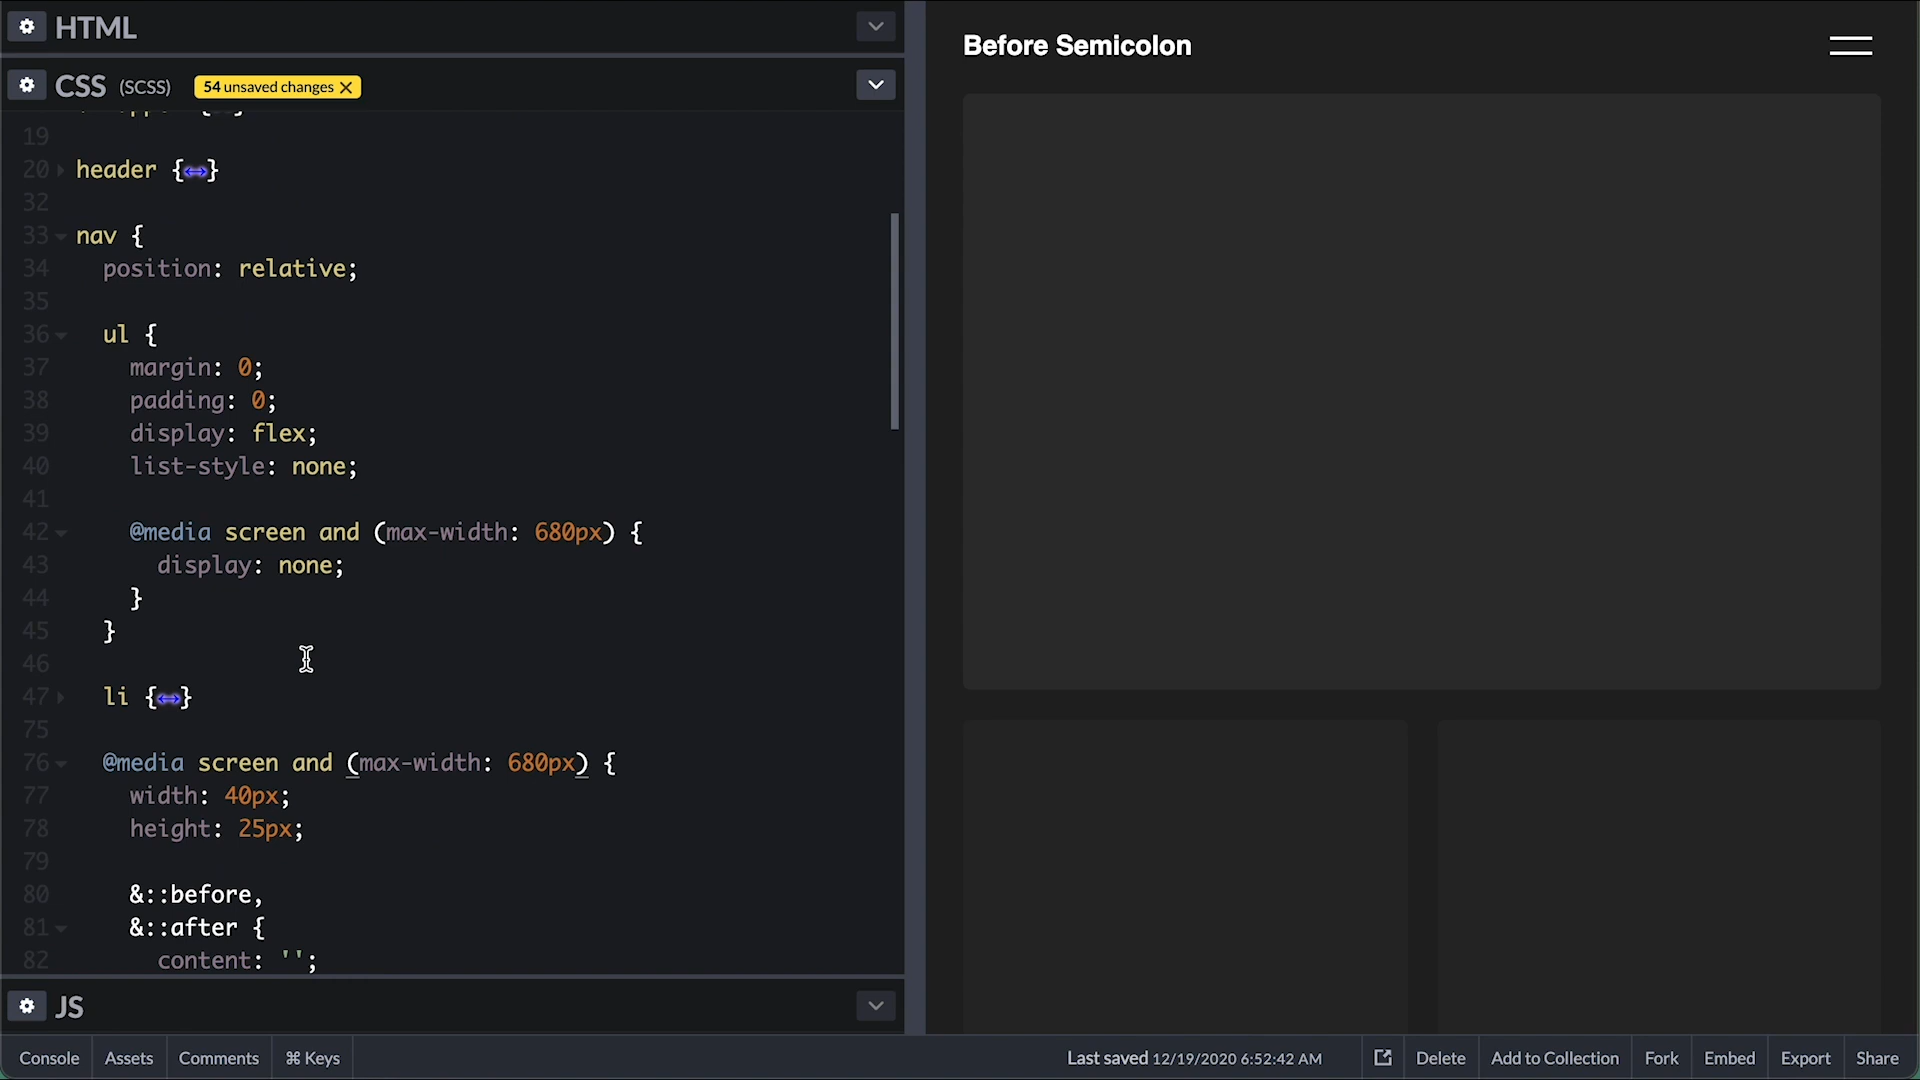 HTML
CSS (SCSS) 54 unsaved changes
19
20 header {↔}
32
33 nav {
34 position: relative;
35
36 ul {
37 margin: 0;
38 padding: 0;
39 display: flex;
40 list-style: none;
41
42 @media screen and (max-width: 680px) {
43 display: none;
44 }
45 }
46
47 li {↔}
75
76 @media screen and (max-width: 680px) {
77 width: 40px;
78 height: 25px;
79
80 &::before,
81 &::after {
82 content: '';
JS
Before Semicolon
Console Assets Comments ⌘ Keys Last saved 12/19/2020 6:52:42 AM Delete Add to Collection Fork Embed Export Share